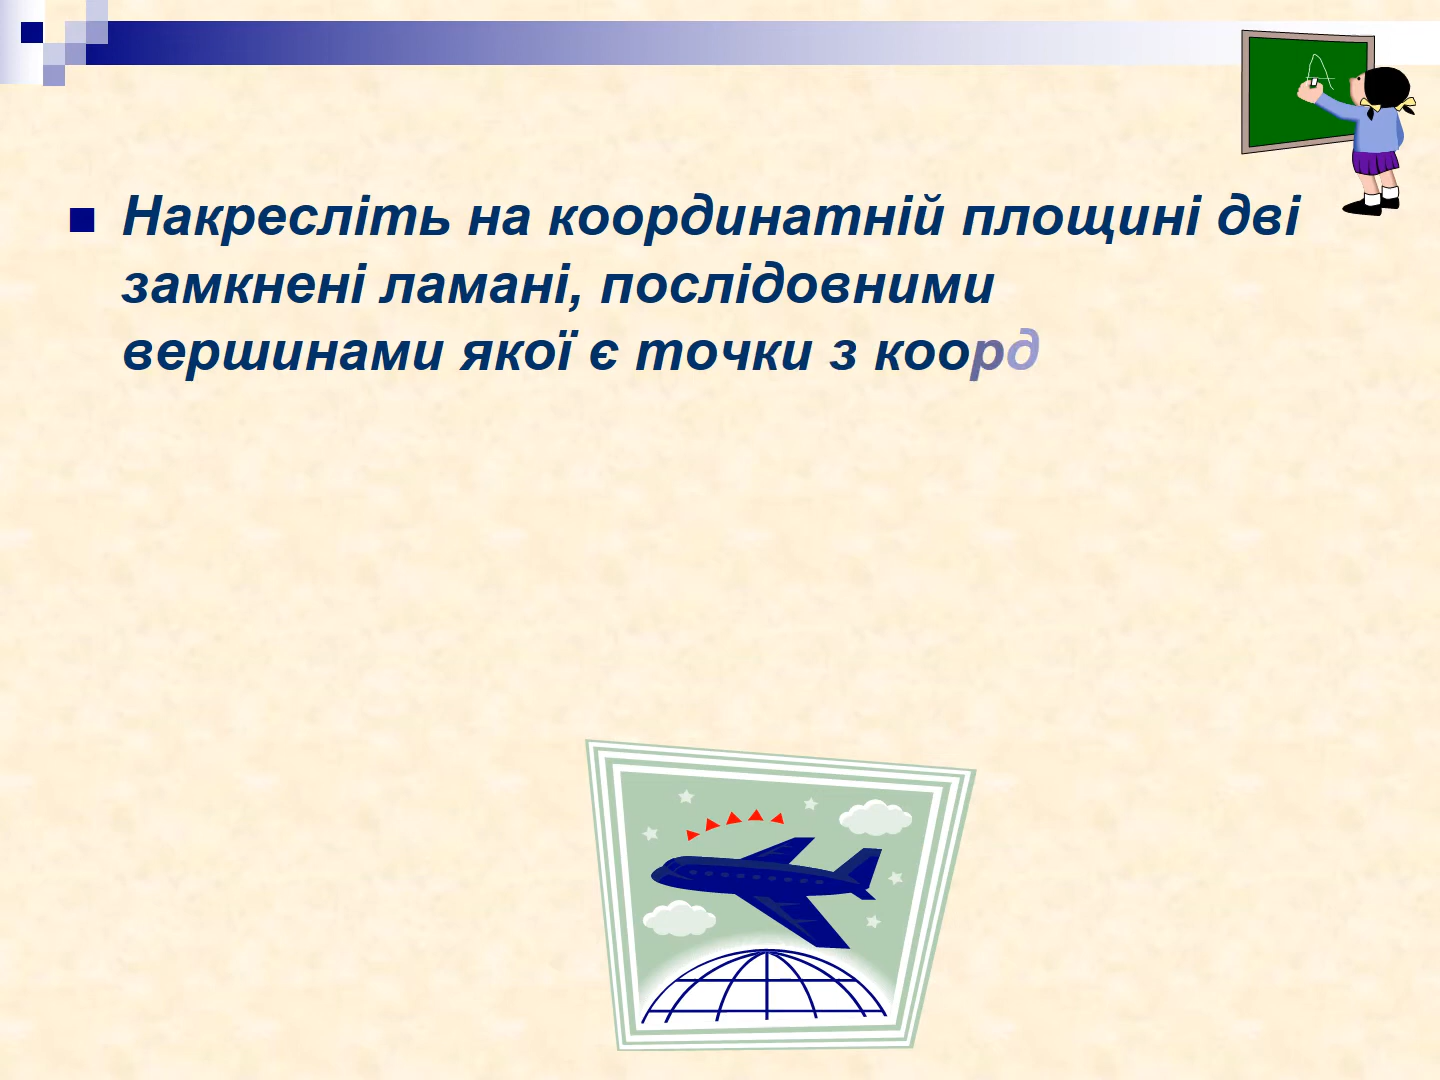 Накресліть на координатній площині дві
замкнені ламані, послідовними
вершинами якої є точки з коорд